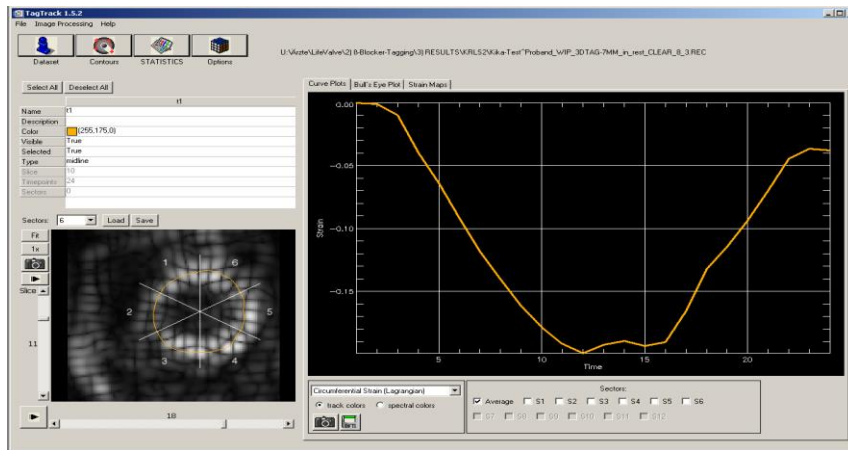 TagTrack 1.5.2
File Image Processing Help
Dataset Contours STATISTICS Options
U:\Ärzte\LifeValve\2) ß-Blocker-Tagging\3) RESULTS\KRLS2\Kika-Test^Proband_WIP_3DTAG-7MM_in_rest_CLEAR_8_3.REC
Select All Deselect All
r1
Name r1
Description
Color (255,175,0)
Visible True
Selected True
Type midline
Slice 10
Timepoints 24
Sectors 0
Sectors: 6 Load Save
Fit
1x
Slice
11
18
1 6
2 5
3 4
Curve Plots Bull's Eye Plot Strain Maps
0.00
-0.05
-0.10
-0.15
Strain
5 10 15 20
Time
Circumferential Strain (Lagrangian)
track colors spectral colors
Sectors:
Average S1 S2 S3 S4 S5 S6
S7 S8 S9 S10 S11 S12